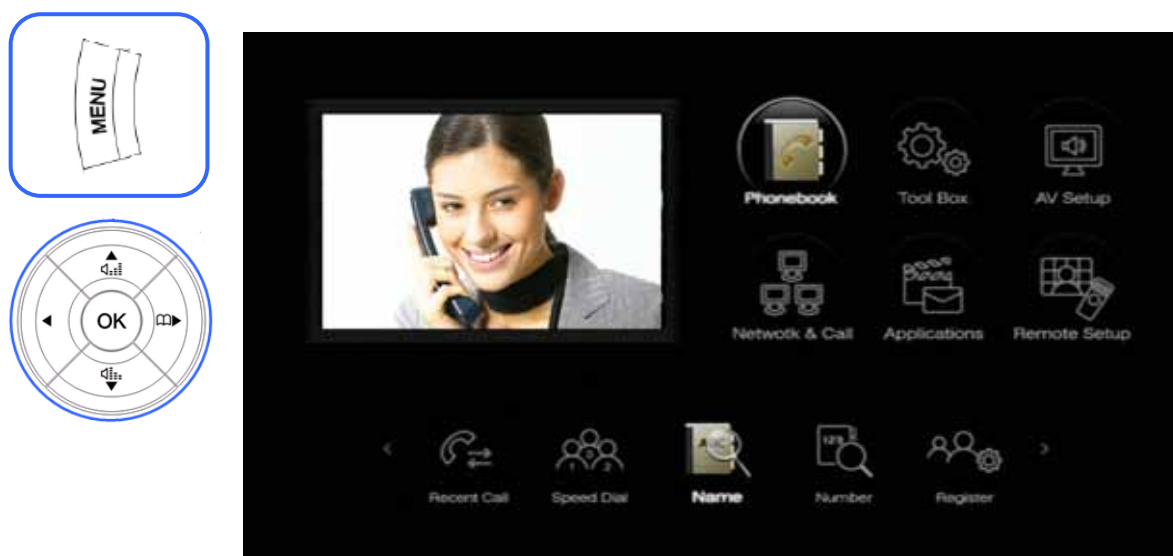 MENU
OK
Phonebook Tool Box AV Setup
Netwotk & Call Applications Remote Setup
Recent Call Speed Dial Name Number Register